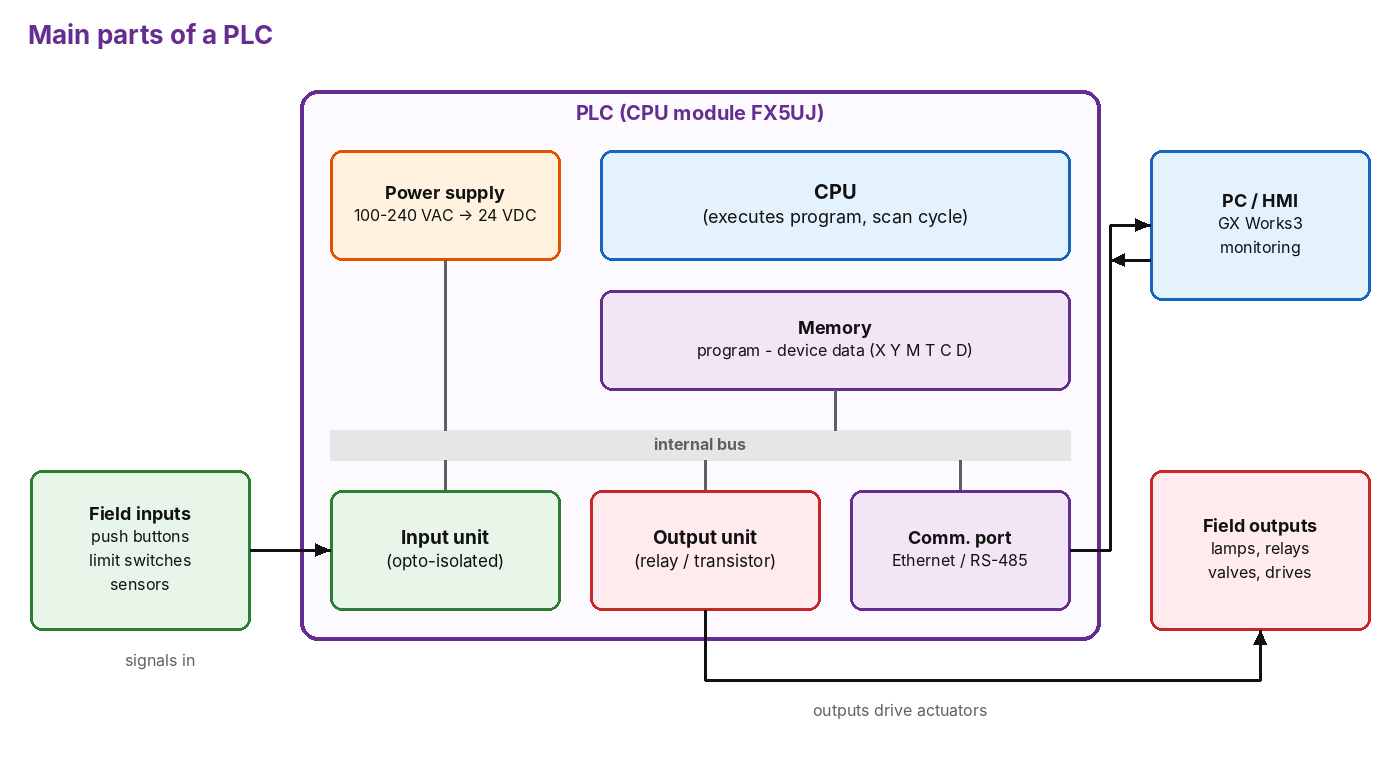 Main parts of a PLC
PLC (CPU module FX5UJ)
Power supply
100-240 VAC → 24 VDC
CPU
(executes program, scan cycle)
PC / HMI
GX Works3
monitoring
Memory
program - device data (X Y M T C D)
internal bus
Field inputs
push buttons
limit switches
sensors
Input unit
(opto-isolated)
Output unit
(relay / transistor)
Comm. port
Ethernet / RS-485
Field outputs
lamps, relays
valves, drives
signals in
outputs drive actuators